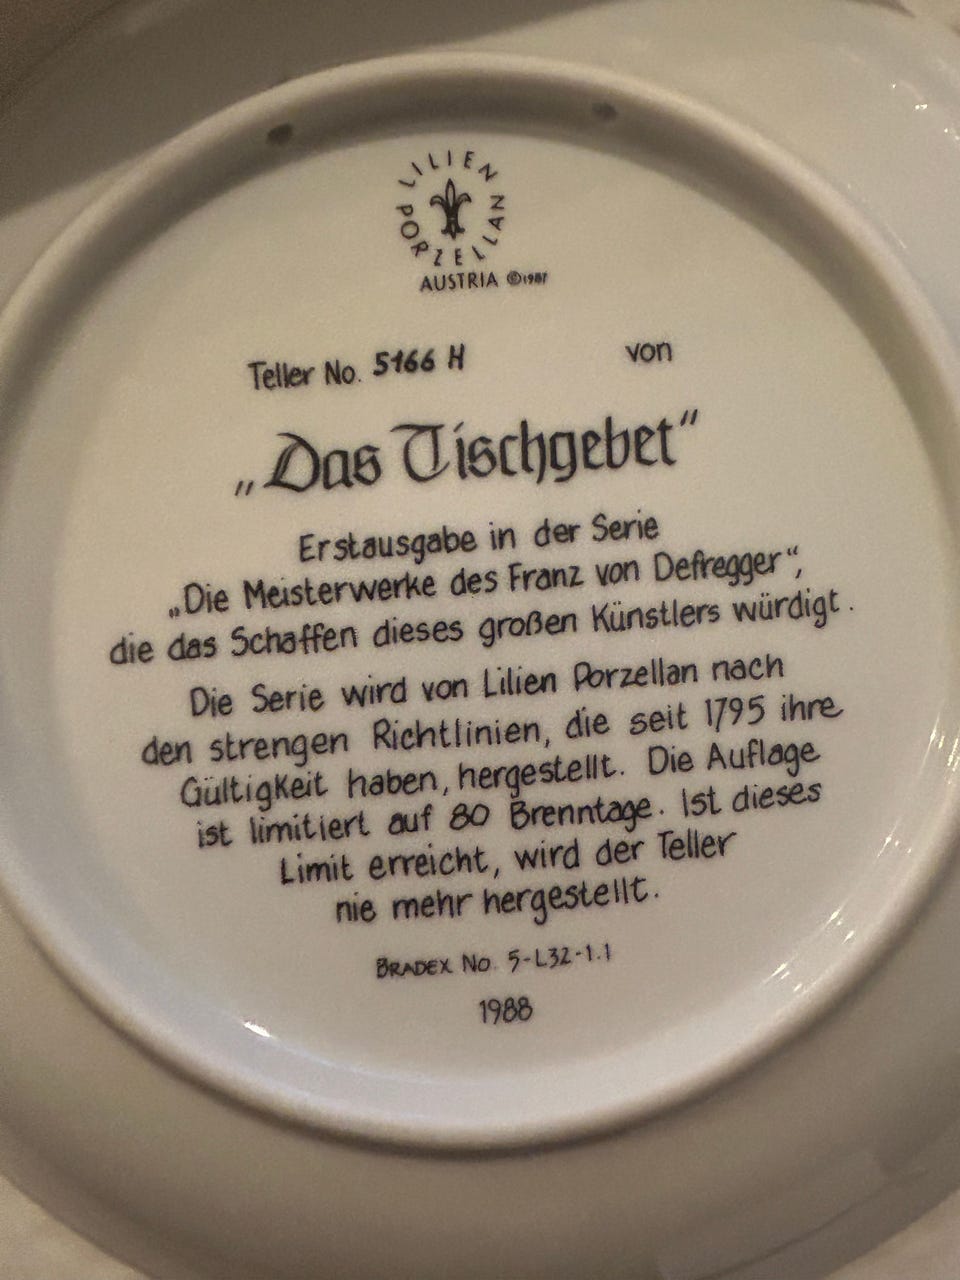 LILIEN PORZELLAN
AUSTRIA ©1987
Teller No. 5166 H von
„Das Tischgebet“
Erstausgabe in der Serie
„Die Meisterwerke des Franz von Defregger“,
die das Schaffen dieses großen Künstlers würdigt.
Die Serie wird von Lilien Porzellan nach
den strengen Richtlinien, die seit 1795 ihre
Gültigkeit haben, hergestellt. Die Auflage
ist limitiert auf 80 Brenntage. Ist dieses
Limit erreicht, wird der Teller
nie mehr hergestellt.
BRADEX No. 5-L32-1.1
1988